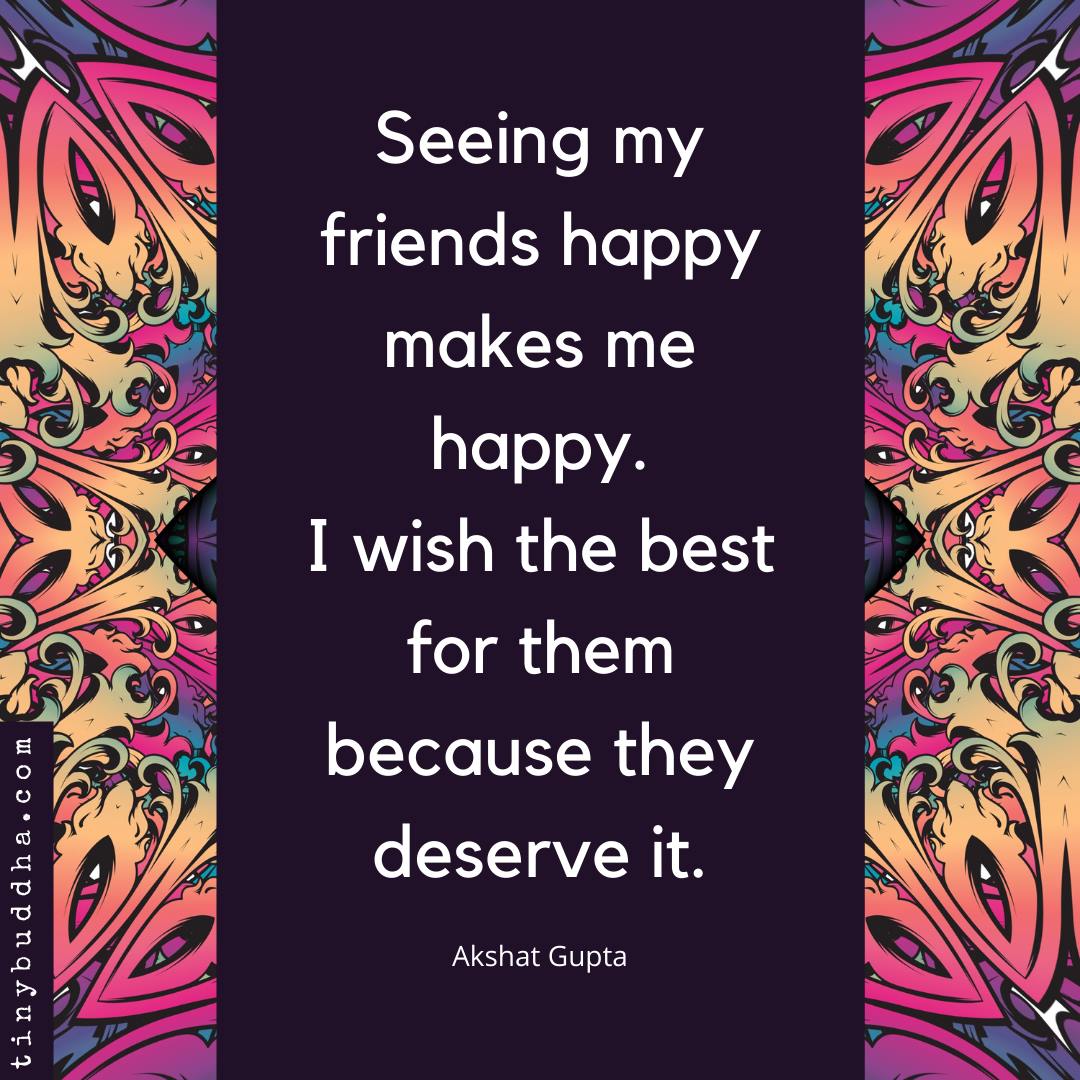 Seeing my
friends happy
makes me
happy.
I wish the best
for them
because they
deserve it.
Akshat Gupta
tinybuddha.com